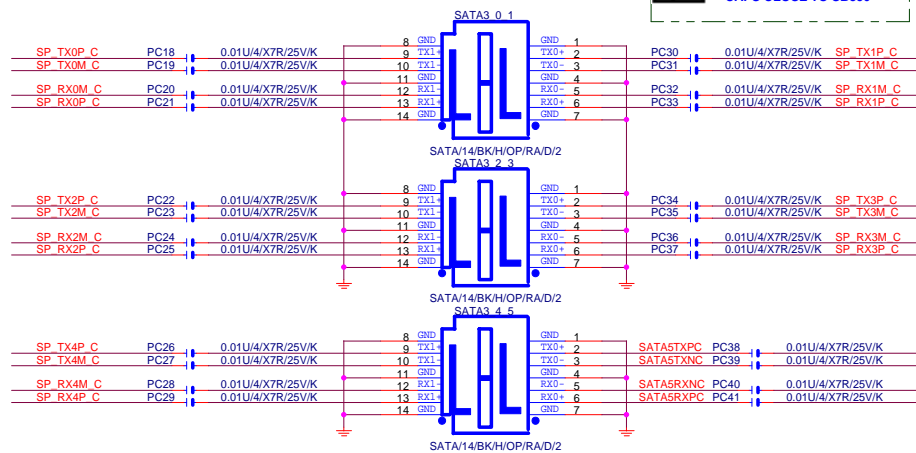 SATA3_0_1
8 GND GND 1
SP_TX0P_C PC18 0.01U/4/X7R/25V/K 9 TX1+ TX0+ 2 PC30 0.01U/4/X7R/25V/K SP_TX1P_C
SP_TX0M_C PC19 0.01U/4/X7R/25V/K 10 TX1- TX0- 3 PC31 0.01U/4/X7R/25V/K SP_TX1M_C
11 GND GND 4
SP_RX0M_C PC20 0.01U/4/X7R/25V/K 12 RX1- RX0- 5 PC32 0.01U/4/X7R/25V/K SP_RX1M_C
SP_RX0P_C PC21 0.01U/4/X7R/25V/K 13 RX1+ RX0+ 6 PC33 0.01U/4/X7R/25V/K SP_RX1P_C
14 GND GND 7
SATA/14/BK/H/OP/RA/D/2
SATA3_2_3
8 GND GND 1
SP_TX2P_C PC22 0.01U/4/X7R/25V/K 9 TX1+ TX0+ 2 PC34 0.01U/4/X7R/25V/K SP_TX3P_C
SP_TX2M_C PC23 0.01U/4/X7R/25V/K 10 TX1- TX0- 3 PC35 0.01U/4/X7R/25V/K SP_TX3M_C
11 GND GND 4
SP_RX2M_C PC24 0.01U/4/X7R/25V/K 12 RX1- RX0- 5 PC36 0.01U/4/X7R/25V/K SP_RX3M_C
SP_RX2P_C PC25 0.01U/4/X7R/25V/K 13 RX1+ RX0+ 6 PC37 0.01U/4/X7R/25V/K SP_RX3P_C
14 GND GND 7
SATA/14/BK/H/OP/RA/D/2
SATA3_4_5
8 GND GND 1
SP_TX4P_C PC26 0.01U/4/X7R/25V/K 9 TX1+ TX0+ 2 SATA5TXPC PC38 0.01U/4/X7R/25V/K
SP_TX4M_C PC27 0.01U/4/X7R/25V/K 10 TX1- TX0- 3 SATA5TXNC PC39 0.01U/4/X7R/25V/K
11 GND GND 4
SP_RX4M_C PC28 0.01U/4/X7R/25V/K 12 RX1- RX0- 5 SATA5RXNC PC40 0.01U/4/X7R/25V/K
SP_RX4P_C PC29 0.01U/4/X7R/25V/K 13 RX1+ RX0+ 6 SATA5RXPC PC41 0.01U/4/X7R/25V/K
14 GND GND 7
SATA/14/BK/H/OP/RA/D/2